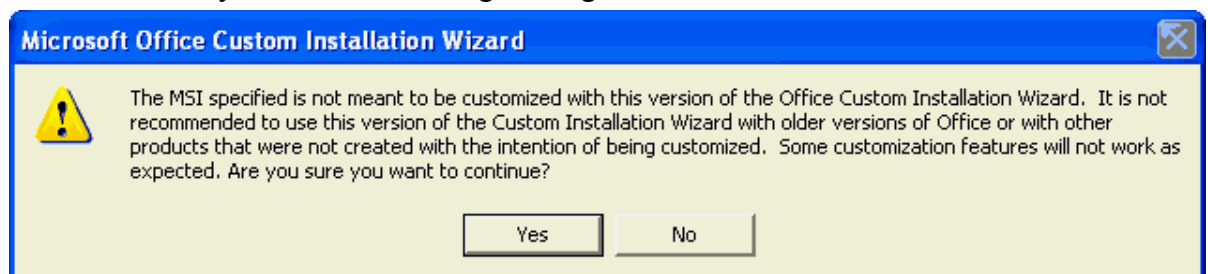 Microsoft Office Custom Installation Wizard
The MSI specified is not meant to be customized with this version of the Office Custom Installation Wizard.  It is not
recommended to use this version of the Custom Installation Wizard with older versions of Office or with other
products that were not created with the intention of being customized.  Some customization features will not work as
expected. Are you sure you want to continue?
Yes
No